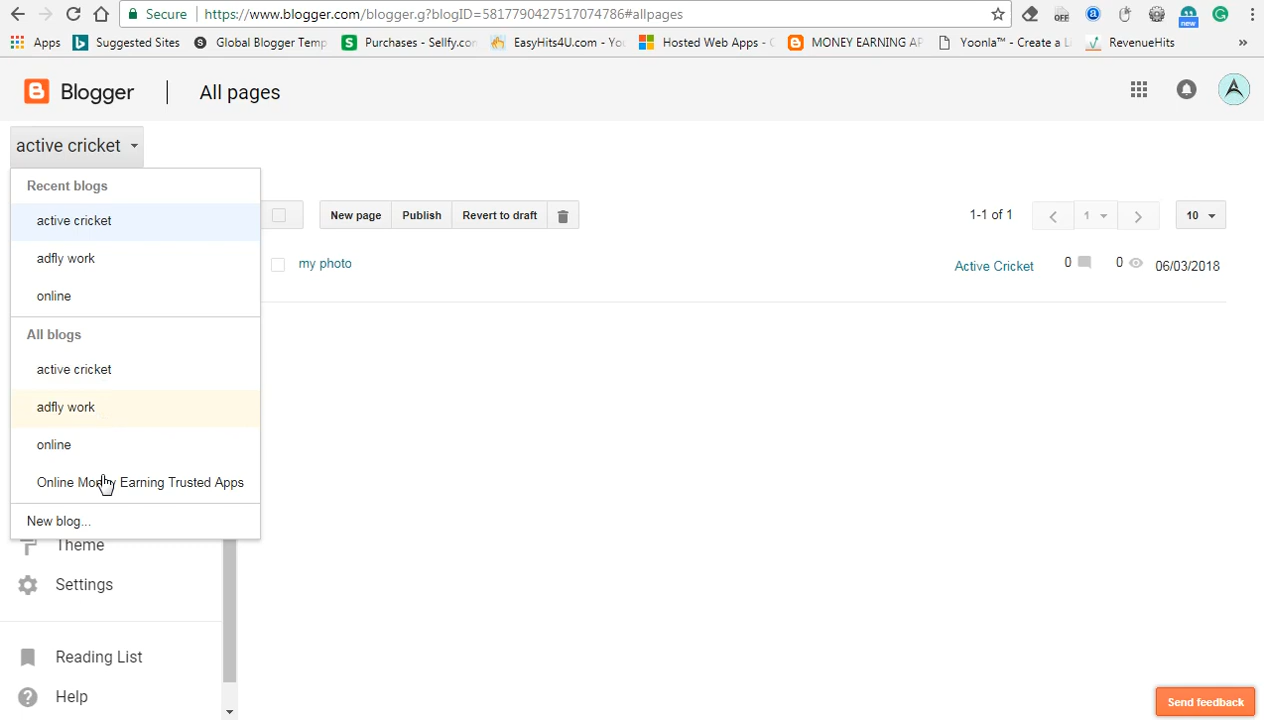 Secure https://www.blogger.com/blogger.g?blogID=5817790427517074786#allpages
OFF
a
new
G
Apps Suggested Sites Global Blogger Temp Purchases - Sellfy.con EasyHits4U.com - Yo Hosted Web Apps - MONEY EARNING AP Yoonla™ - Create a L RevenueHits »
Blogger All pages
active cricket
Recent blogs
active cricket
adfly work
online
All blogs
active cricket
adfly work
online
Online Earning Trusted Apps
New blog...
New page Publish Revert to draft 1-1 of 1 1 10
my photo Active Cricket 0 0 06/03/2018
Theme
Settings
Reading List
Help
Send feedback